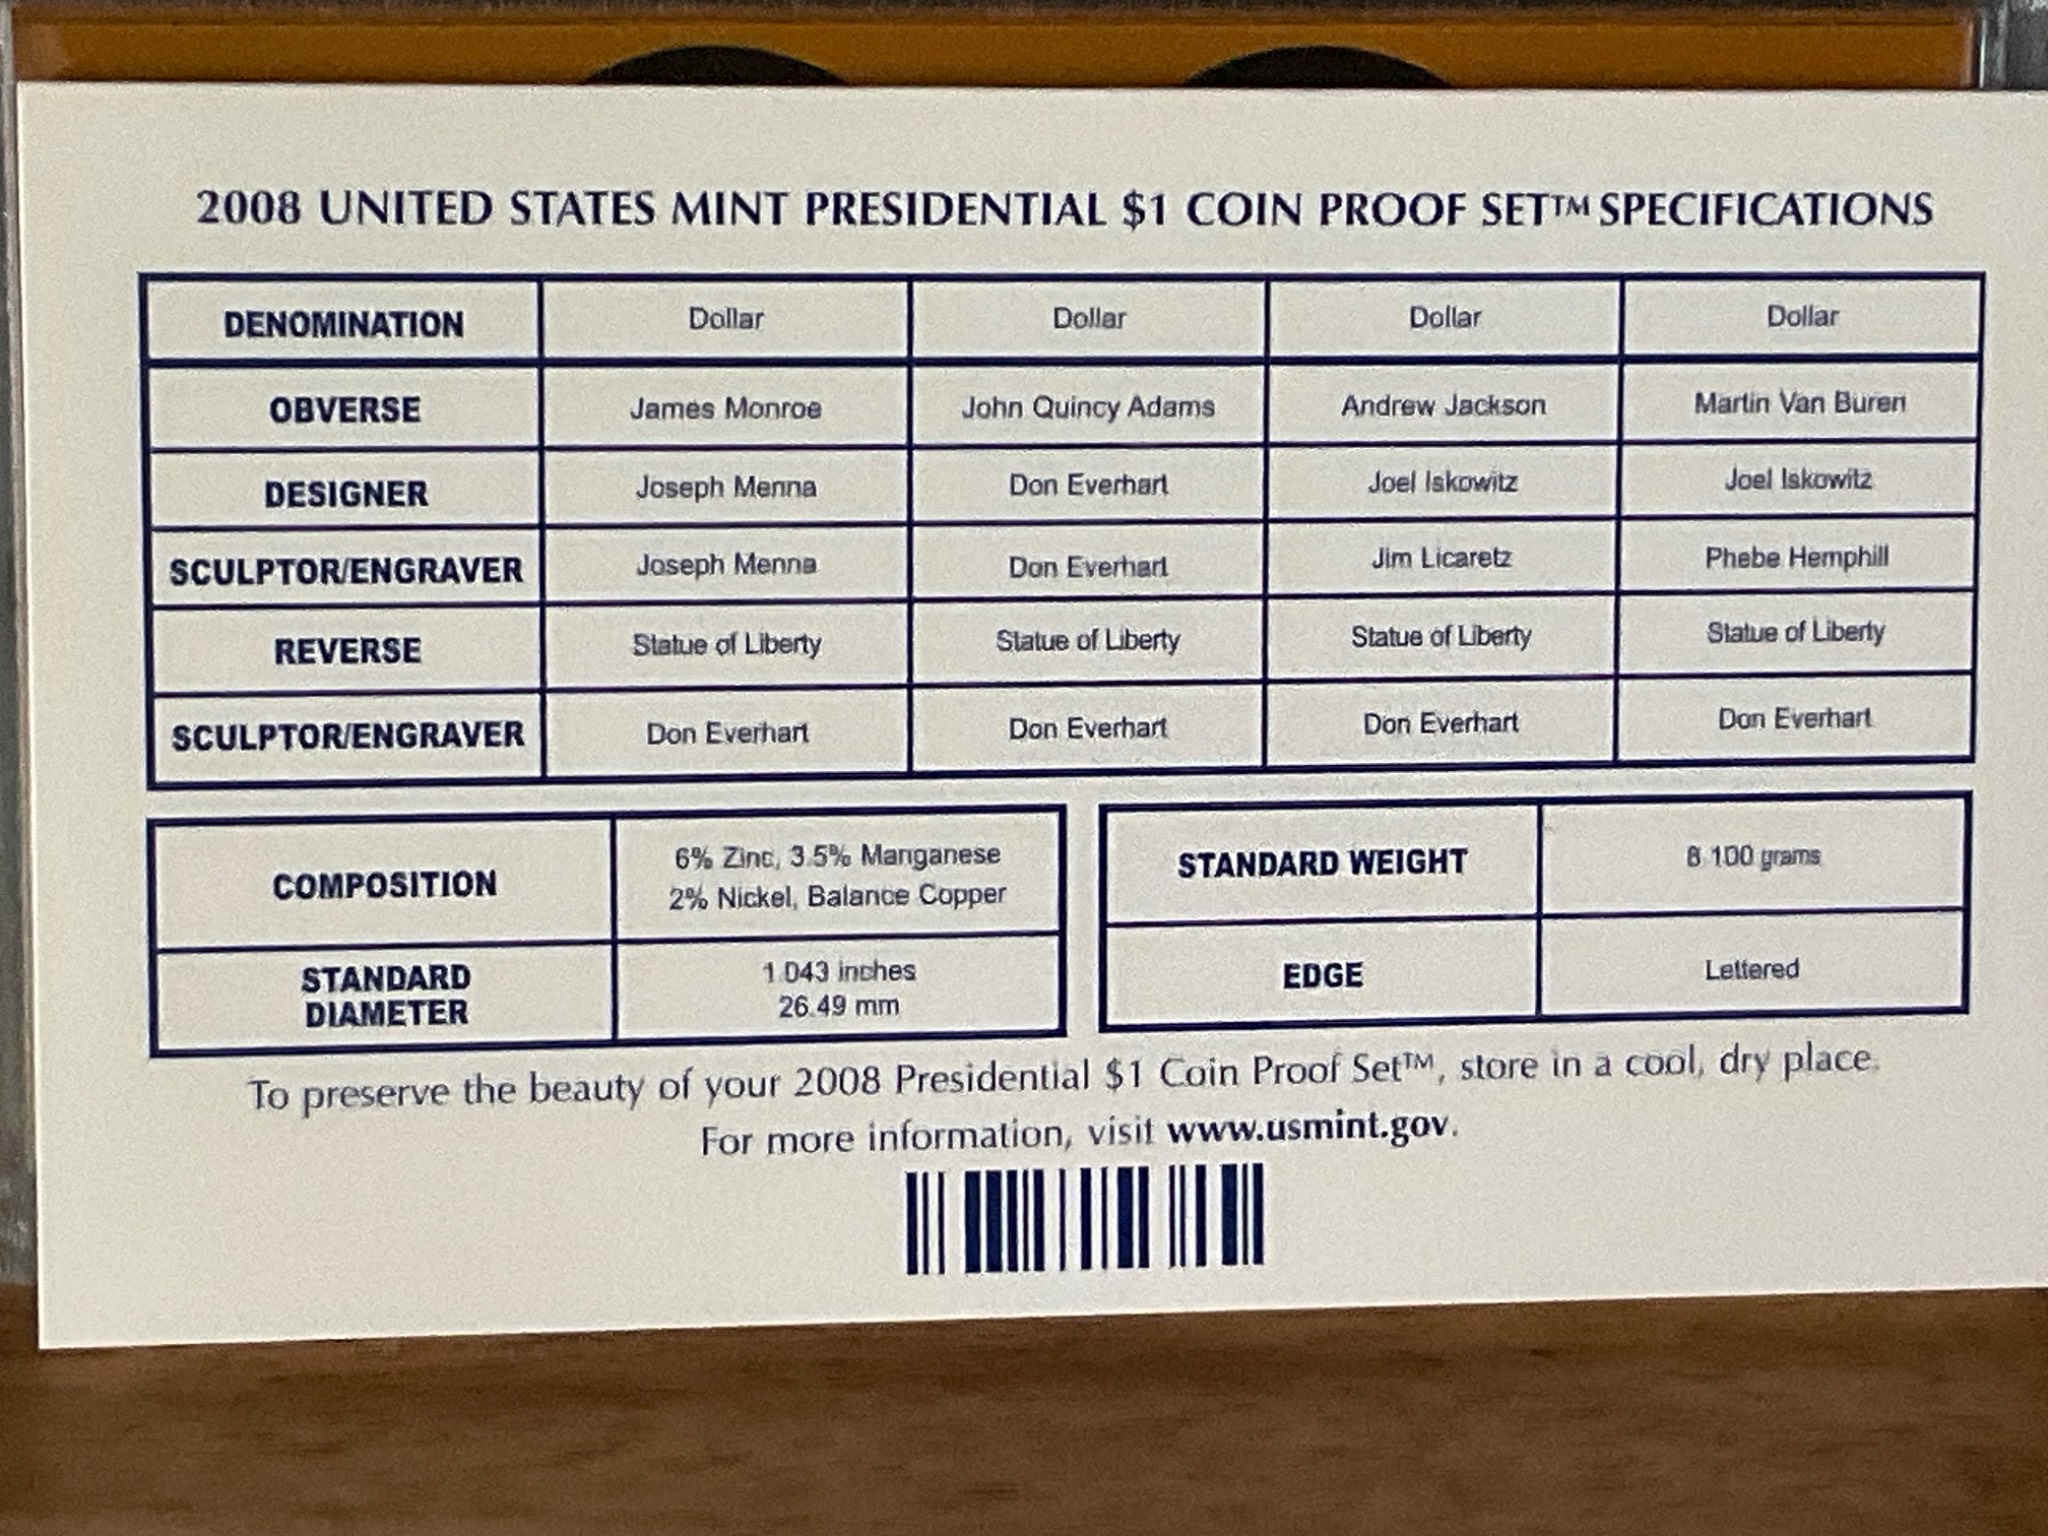 2008 UNITED STATES MINT PRESIDENTIAL $1 COIN PROOF SET™ SPECIFICATIONS
DENOMINATION Dollar Dollar Dollar Dollar
OBVERSE James Monroe John Quincy Adams Andrew Jackson Martin Van Buren
DESIGNER Joseph Menna Don Everhart Joel Iskowitz Joel Iskowitz
SCULPTOR/ENGRAVER Joseph Menna Don Everhart Jim Licaretz Phebe Hemphill
REVERSE Statue of Liberty Statue of Liberty Statue of Liberty Statue of Liberty
SCULPTOR/ENGRAVER Don Everhart Don Everhart Don Everhart Don Everhart
COMPOSITION
6% Zinc, 3.5% Manganese
2% Nickel, Balance Copper
STANDARD
DIAMETER
1.043 inches
26.49 mm
STANDARD WEIGHT 8.100 grams
EDGE Lettered
To preserve the beauty of your 2008 Presidential $1 Coin Proof Set™, store in a cool, dry place.
For more information, visit www.usmint.gov.